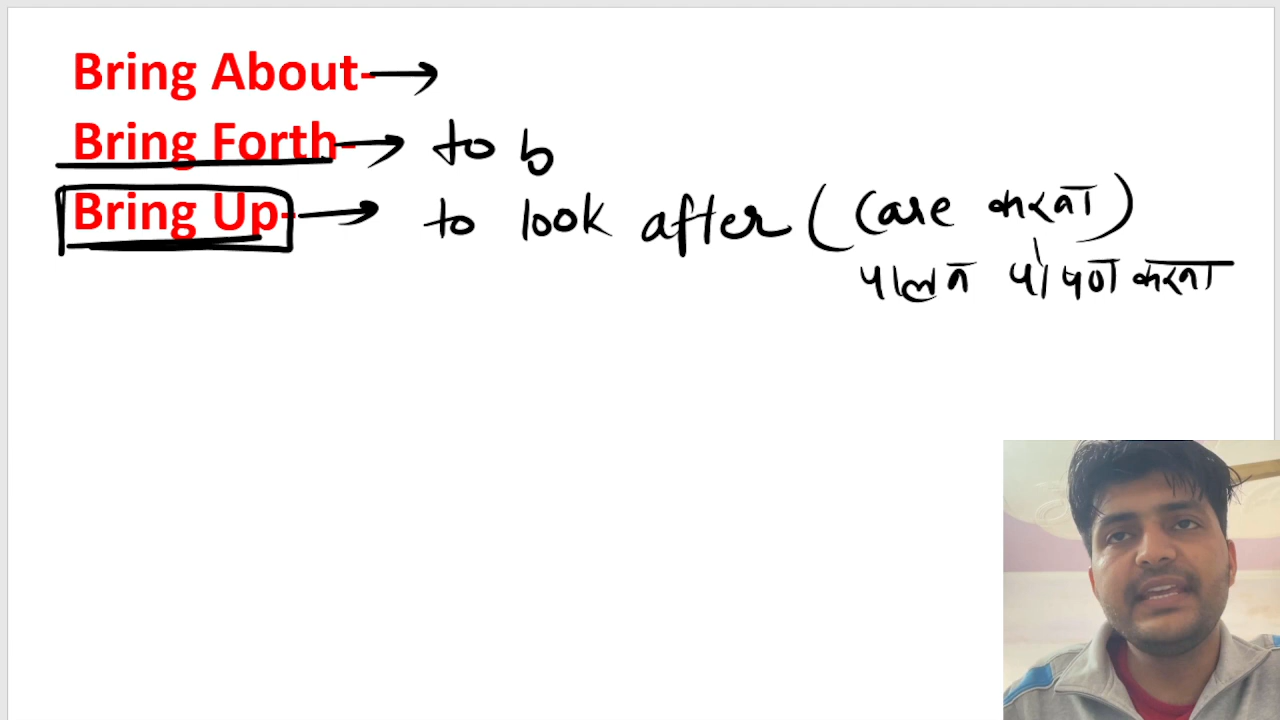 Bring About-→
Bring Forth-→ to b
Bring Up-→ to look after (Care करना)
पालन पोषण करना